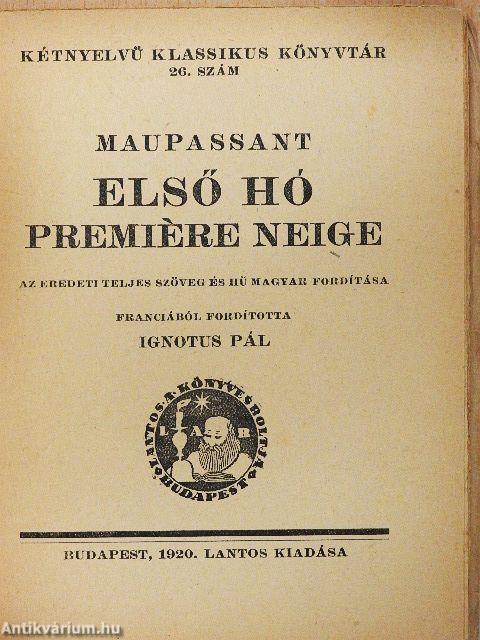 KÉTNYELVŰ KLASSIKUS KÖNYVTÁR
26. SZÁM
MAUPASSANT
ELSŐ HÓ
PREMIÈRE NEIGE
AZ EREDETI TELJES SZÖVEG ÉS HŰ MAGYAR FORDÍTÁSA
FRANCIÁBÓL FORDÍTOTTA
IGNOTUS PÁL
LANTOS A. KÖNYVESBOLTJA
BUDAPEST
BUDAPEST, 1920. LANTOS KIADÁSA
Antikvárium.hu